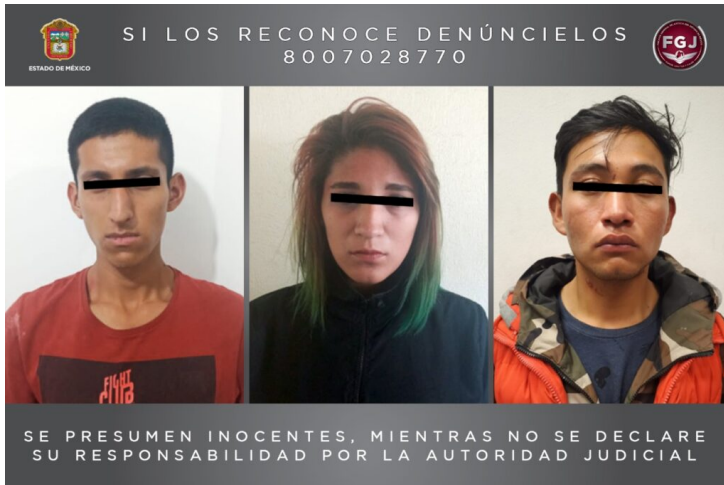 SI LOS RECONOCE DENÚNCIELOS
8007028770
ESTADO DE MÉXICO
FGJ
FIGHT
CLUB
SE PRESUMEN INOCENTES, MIENTRAS NO SE DECLARE
SU RESPONSABILIDAD POR LA AUTORIDAD JUDICIAL